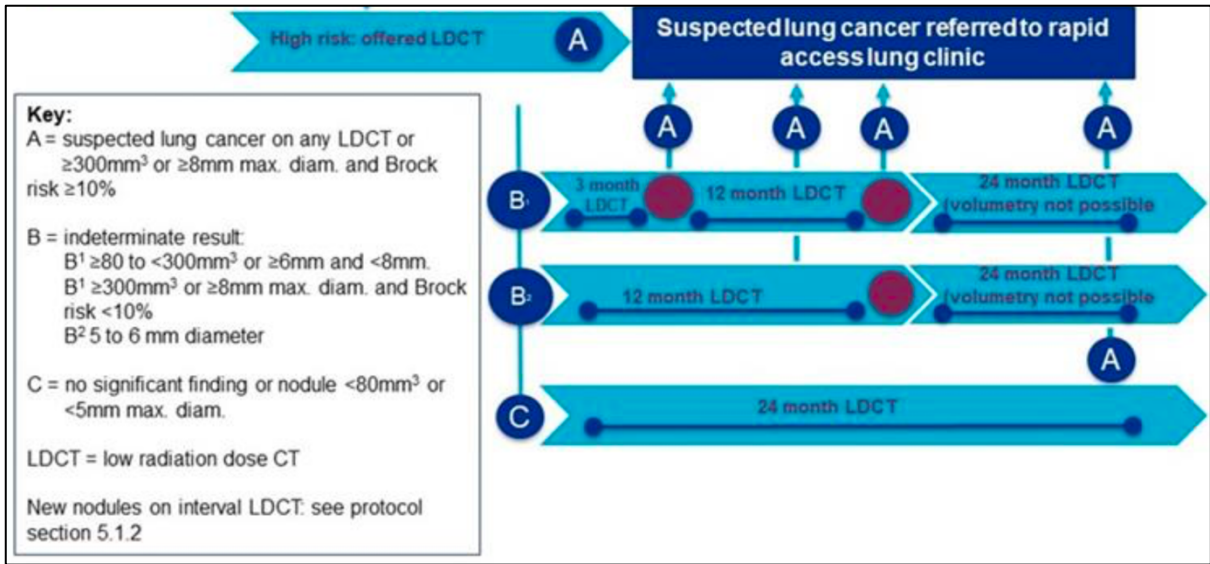 High risk: offered LDCT
A
Suspected lung cancer referred to rapid
access lung clinic
Key:
A = suspected lung cancer on any LDCT or
≥300mm³ or ≥8mm max. diam. and Brock
risk ≥10%
B = indeterminate result:
B¹ ≥80 to <300mm³ or ≥6mm and <8mm.
B¹ ≥300mm³ or ≥8mm max. diam. and Brock
risk <10%
B² 5 to 6 mm diameter
C = no significant finding or nodule <80mm³ or
<5mm max. diam.
LDCT = low radiation dose CT
New nodules on interval LDCT: see protocol
section 5.1.2
A
A
A
A
B¹
3 month
LDCT
12 month LDCT
24 month LDCT
(volumetry not possible
B²
12 month LDCT
24 month LDCT
(volumetry not possible
A
C
24 month LDCT